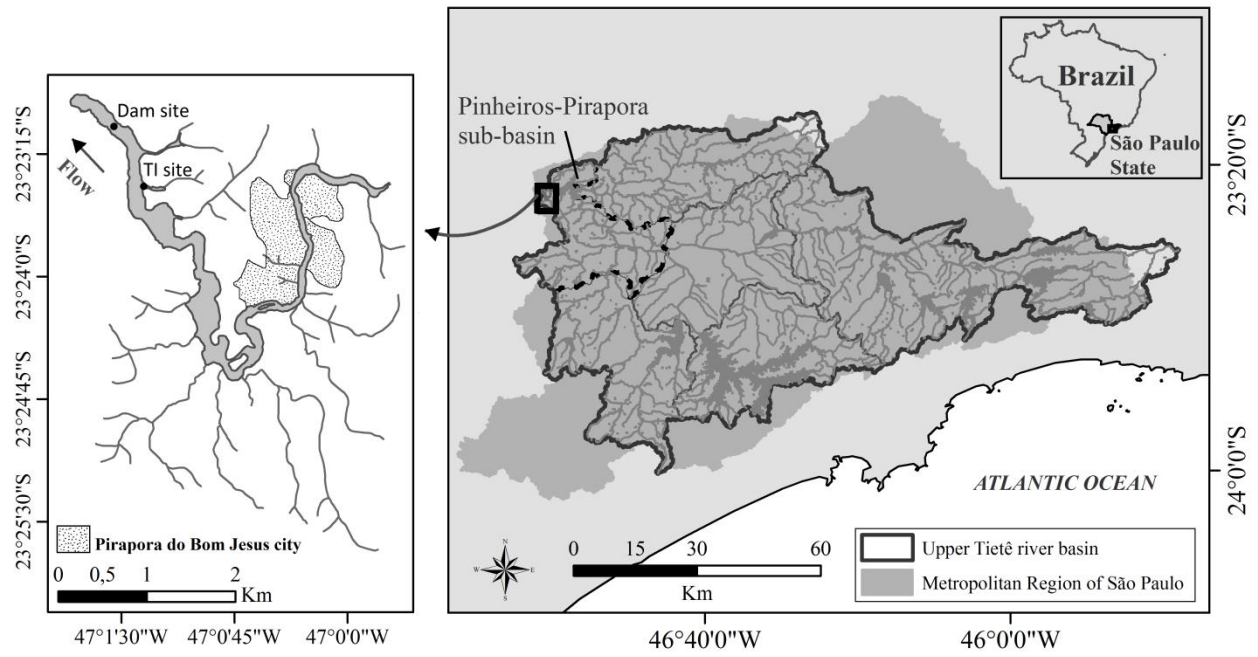 Dam site
TI site
Flow
23°23'15"S
23°24'0"S
23°24'45"S
23°25'30"S
Pirapora do Bom Jesus city
0 0,5 1 2
Km
47°1'30"W 47°0'45"W 47°0'0"W
Pinheiros-Pirapora
sub-basin
Brazil
São Paulo
State
23°20'0"S
24°0'0"S
ATLANTIC OCEAN
N
W E
S
0 15 30 60
Km
Upper Tietê river basin
Metropolitan Region of São Paulo
46°40'0"W 46°0'0"W